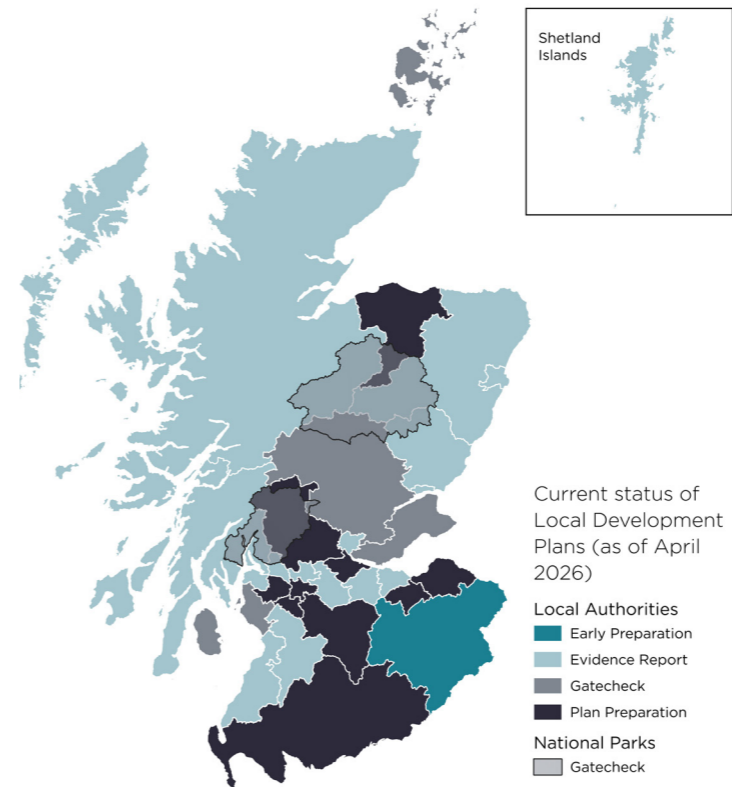 Shetland
Islands
Current status of
Local Development
Plans (as of April
2026)
Local Authorities
Early Preparation
Evidence Report
Gatecheck
Plan Preparation
National Parks
Gatecheck